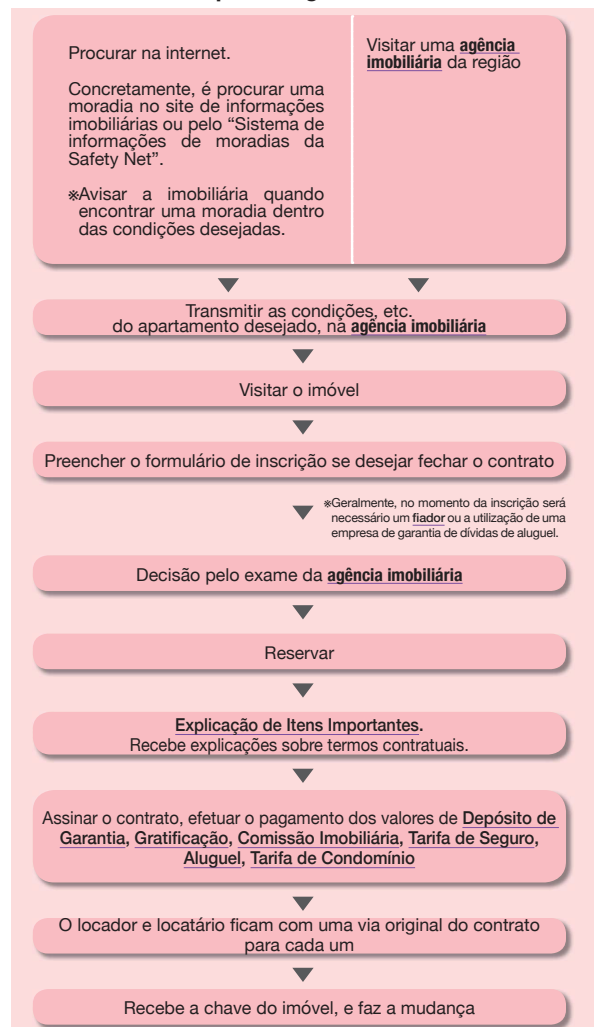 Procurar na internet.
Concretamente, é procurar uma
moradia no site de informações
imobiliárias ou pelo “Sistema de
informações de moradias da
Safety Net”.
※Avisar a imobiliária quando
encontrar uma moradia dentro
das condições desejadas.
Visitar uma agência
imobiliária da região
Transmitir as condições, etc.
do apartamento desejado, na agência imobiliária
Visitar o imóvel
Preencher o formulário de inscrição se desejar fechar o contrato
※Geralmente, no momento da inscrição será
necessário um fiador ou a utilização de uma
empresa de garantia de dívidas de aluguel.
Decisão pelo exame da agência imobiliária
Reservar
Explicação de Itens Importantes.
Recebe explicações sobre termos contratuais.
Assinar o contrato, efetuar o pagamento dos valores de Depósito de
Garantia, Gratificação, Comissão Imobiliária, Tarifa de Seguro,
Aluguel, Tarifa de Condomínio
O locador e locatário ficam com uma via original do contrato
para cada um
Recebe a chave do imóvel, e faz a mudança